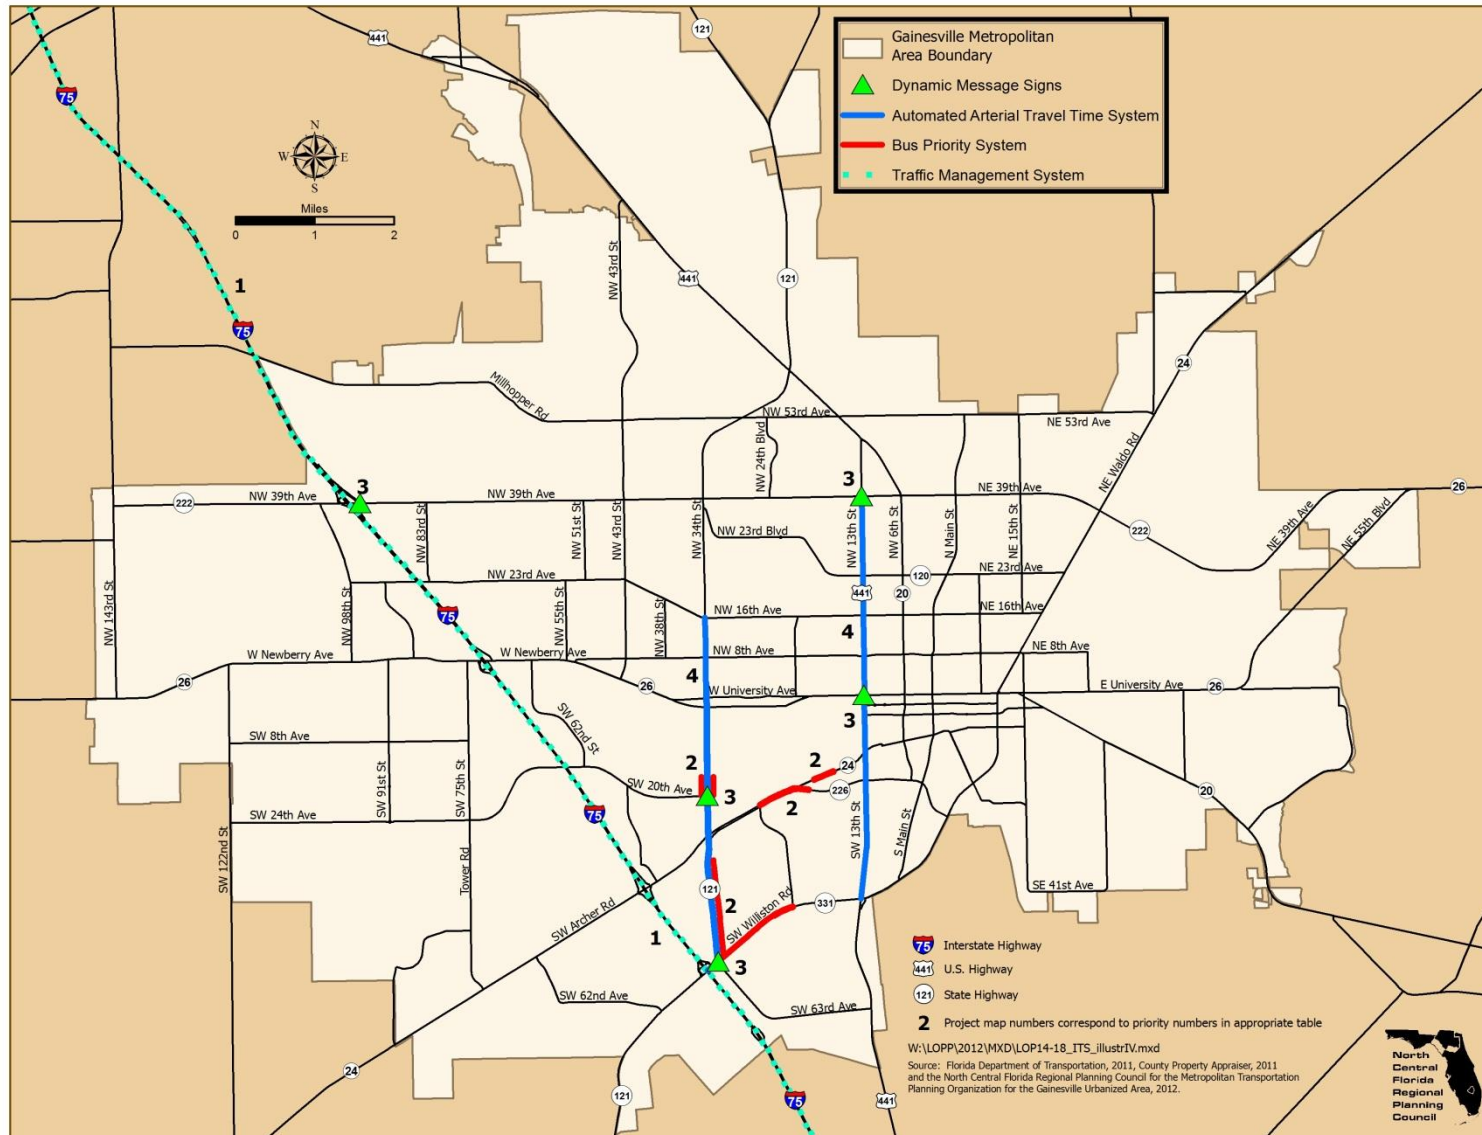 441
121
Gainesville Metropolitan
Area Boundary
Dynamic Message Signs
Automated Arterial Travel Time System
Bus Priority System
Traffic Management System
75
N
W
E
S
Miles
0
1
2
NW 43rd St
441
121
1
75
24
Millhopper Rd
NW 53rd Ave
NE 53rd Ave
NW 24th Blvd
NE Waldo Rd
3
3
222
NW 39th Ave
NW 39th Ave
NE 39th Ave
26
NW 83rd St
NW 51st St
NW 43rd St
NW 34th St
NW 23rd Blvd
NW 13th St
NW 6th St
N Main St
NE 15th St
222
NE 39th Ave
NE 55th Blvd
NW 23rd Ave
120
NE 23rd Ave
NW 143rd St
NW 98th St
75
NW 55th St
NW 38th St
NW 16th Ave
441
20
NE 16th Ave
4
W Newberry Ave
W Newberry Ave
NW 8th Ave
NE 8th Ave
26
26
4
W University Ave
E University Ave
26
3
SW 62nd St
SW 8th Ave
2
2
24
SW 91st St
SW 75th St
SW 20th Ave
3
2
226
20
SW 24th Ave
75
SW 122nd St
Tower Rd
SW 13th St
S Main St
121
SE 41st Ave
2
SW Williston Rd
331
SW Archer Rd
1
3
75
Interstate Highway
441
U.S. Highway
121
State Highway
2
Project map numbers correspond to priority numbers in appropriate table
SW 62nd Ave
SW 63rd Ave
W:\LOPP\2012\MXD\LOP14-18_ITS_illustrIV.mxd
Source: Florida Department of Transportation, 2011, County Property Appraiser, 2011
and the North Central Florida Regional Planning Council for the Metropolitan Transportation
Planning Organization for the Gainesville Urbanized Area, 2012.
24
121
75
441
North
Central
Florida
Regional
Planning
Council